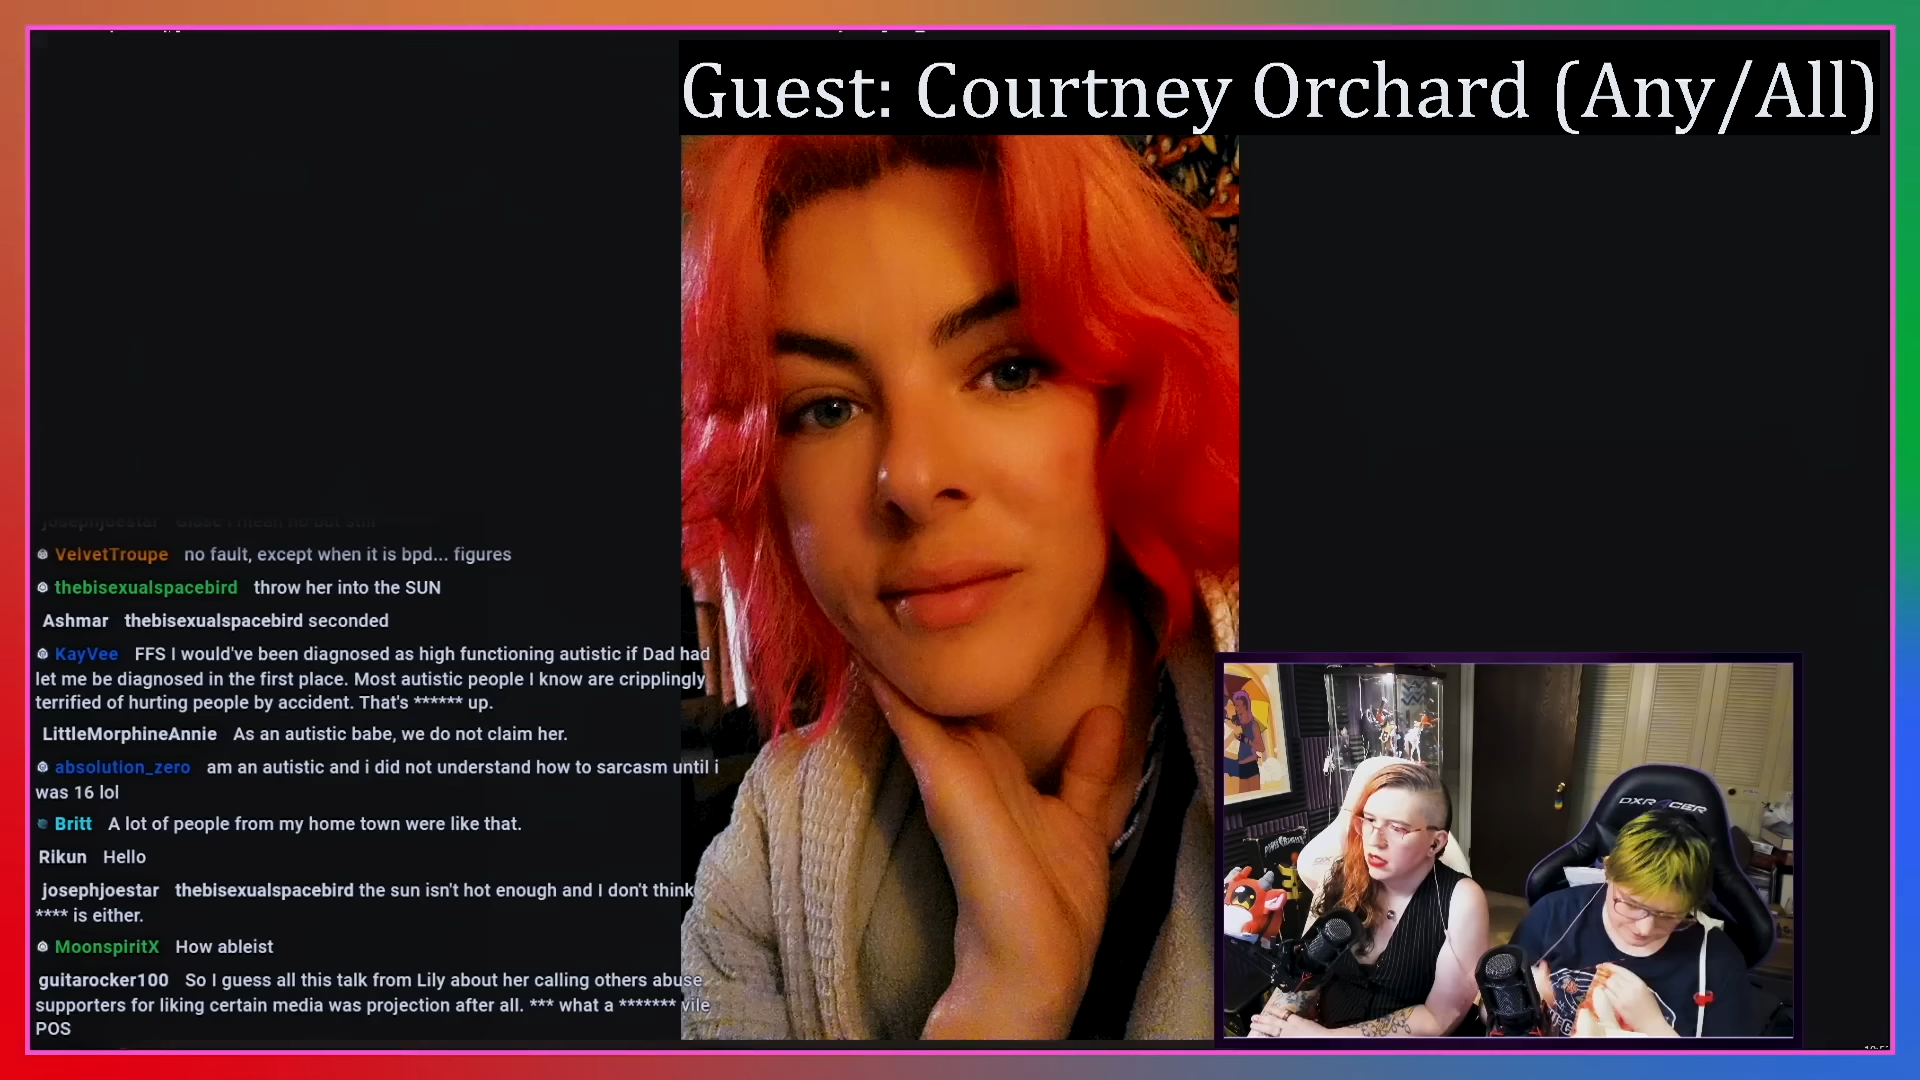 Guest: Courtney Orchard (Any/All)
VelvetTroupe no fault, except when it is bpd... figures
thebisexualspacebird throw her into the SUN
Ashmar thebisexualspacebird seconded
KayVee FFS I would've been diagnosed as high functioning autistic if Dad had
let me be diagnosed in the first place. Most autistic people I know are cripplingly
terrified of hurting people by accident. That's ****** up.
LittleMorphineAnnie As an autistic babe, we do not claim her.
absolution_zero am an autistic and i did not understand how to sarcasm until i
was 16 lol
Britt A lot of people from my home town were like that.
Rikun Hello
josephjoestar thebisexualspacebird the sun isn't hot enough and I don't think
**** is either.
MoonspiritX How ableist
guitarocker100 So I guess all this talk from Lily about her calling others abuse
supporters for liking certain media was projection after all. *** what a ******* vile
POS
DXRACER